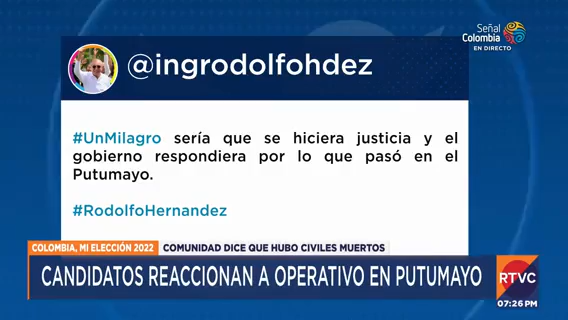 Señal
Colombia
EN DIRECTO
@ingrodolfohdez
#UnMilagro sería que se hiciera justicia y el
gobierno respondiera por lo que pasó en el
Putumayo.
#RodolfoHernandez
COLOMBIA, MI ELECCIÓN 2022
COMUNIDAD DICE QUE HUBO CIVILES MUERTOS
CANDIDATOS REACCIONAN A OPERATIVO EN PUTUMAYO
RTVC
07:26 PM